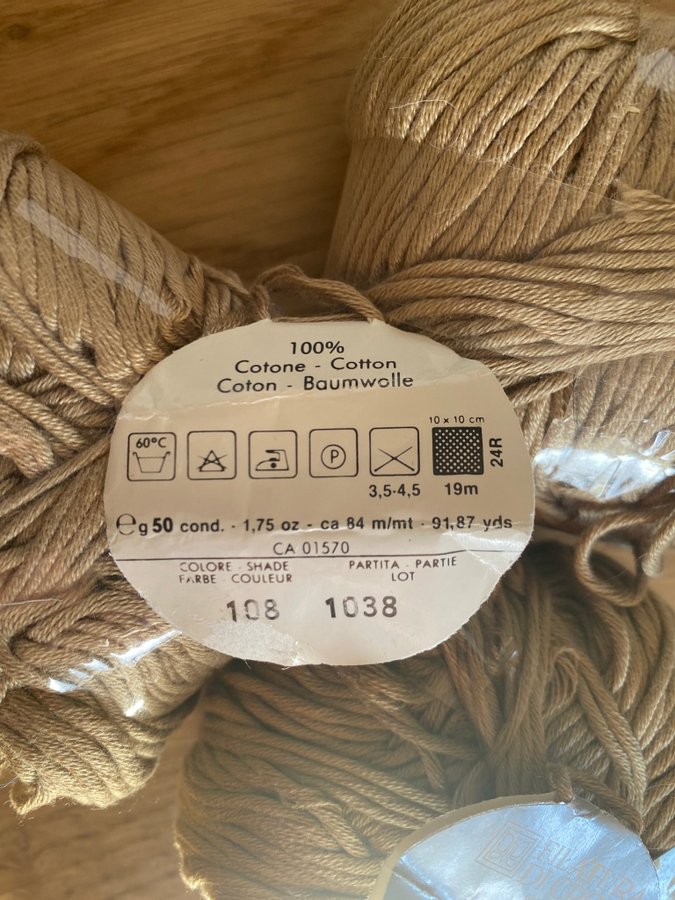 100%
Cotone - Cotton
Coton - Baumwolle
10 x 10 cm
60°C
P
24R
3,5-4,5 19m
℮g 50 cond. - 1,75 oz - ca 84 m/mt - 91,87 yds
CA 01570
COLORE - SHADE PARTITA - PARTIE
FARBE - COULEUR LOT
108 1038